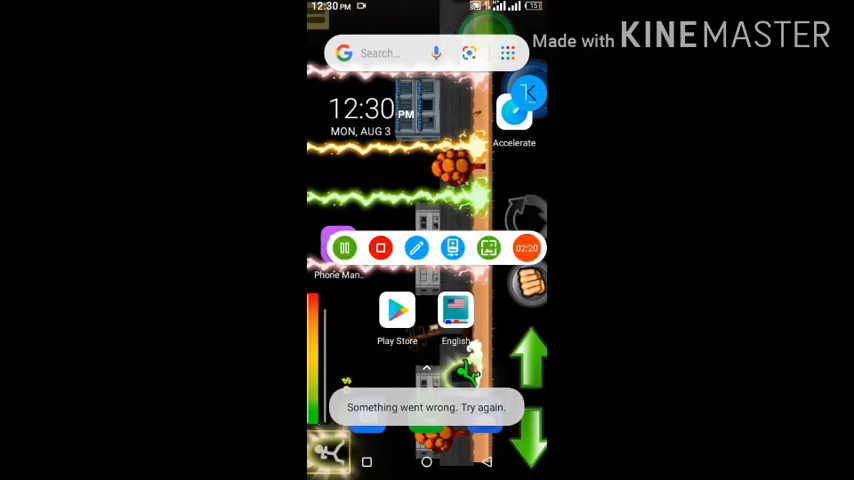 12:30 PM
15
Search...
Made with KINEMASTER
12:30 PM
MON, AUG 3
Accelerate
02:20
Phone Man..
Play Store
English
Something went wrong. Try again.